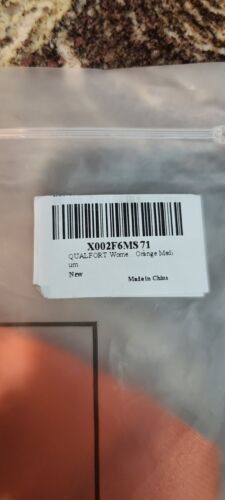 X002F6MS71
QUALFORT Wome... Orange Medi
um
New
Made in China